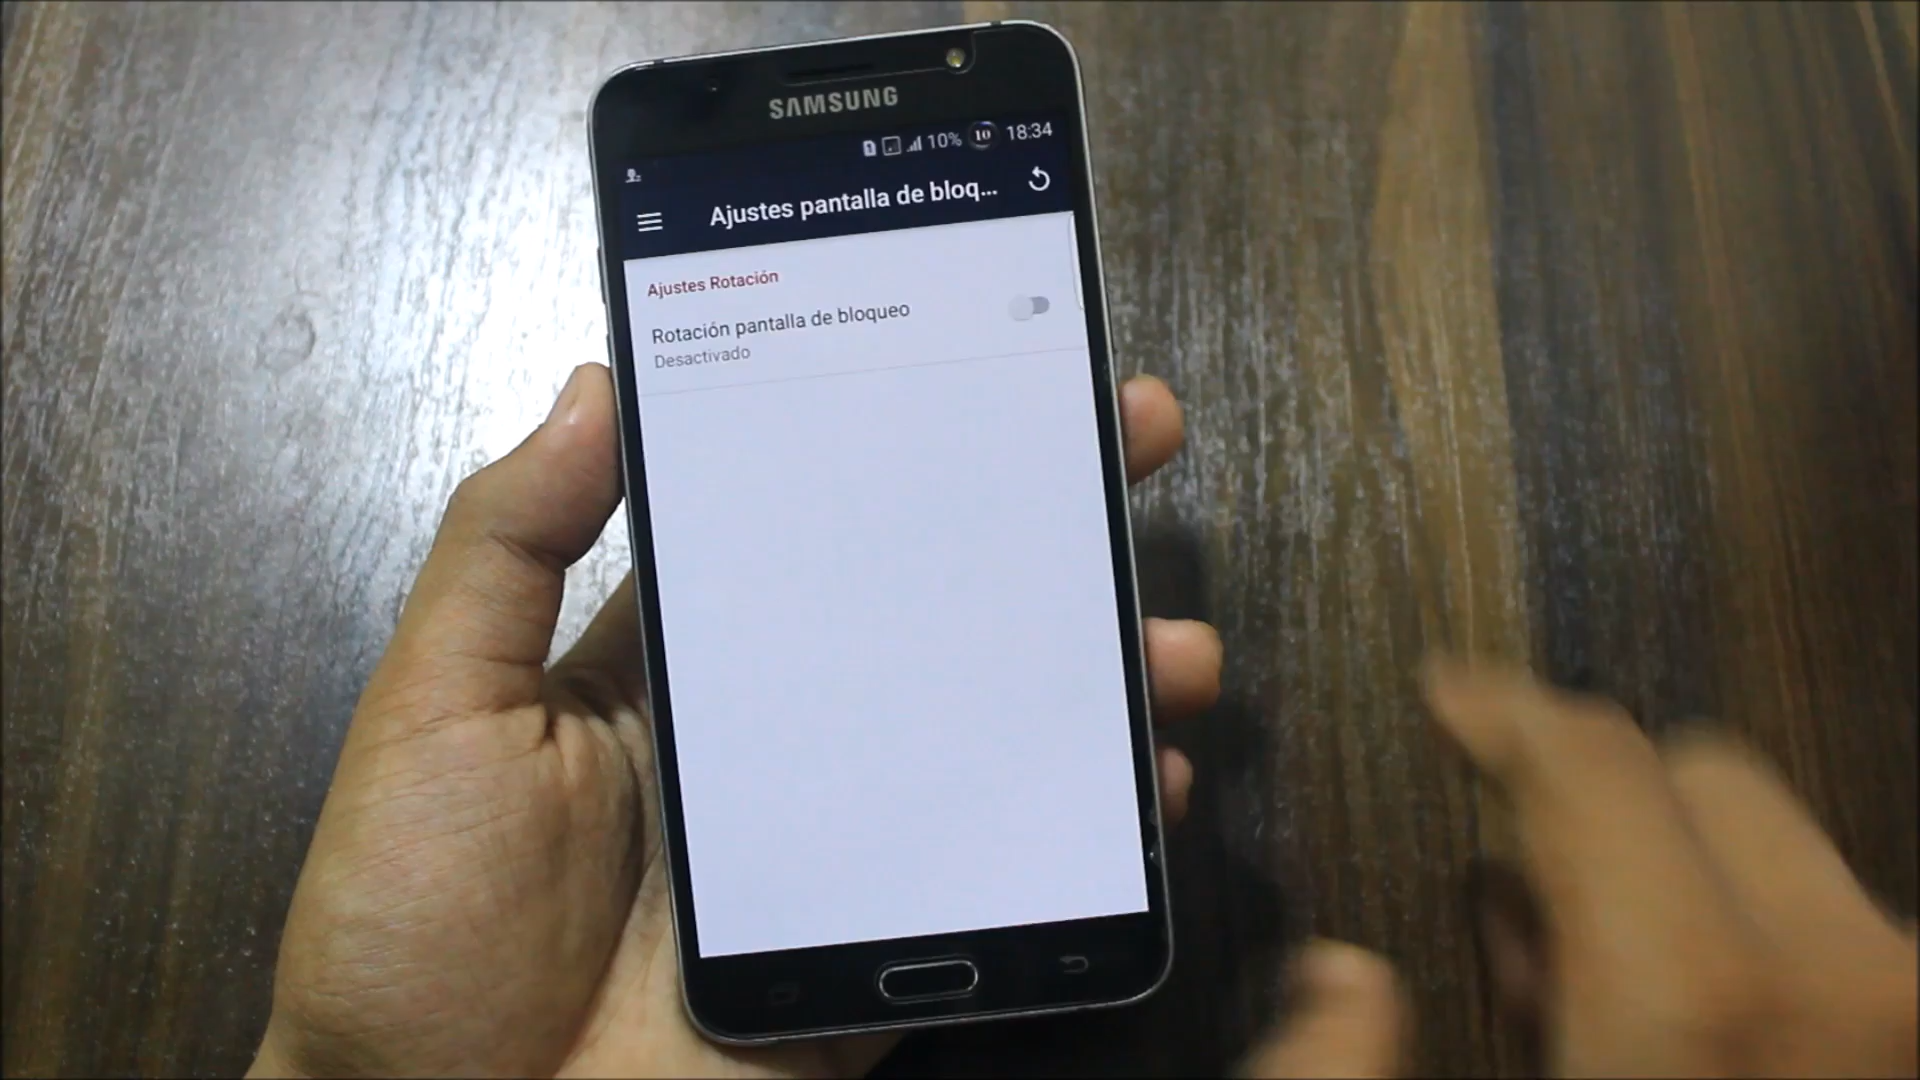 SAMSUNG
10% 10 18:34
Ajustes pantalla de bloq...
Ajustes Rotación
Rotación pantalla de bloqueo
Desactivado